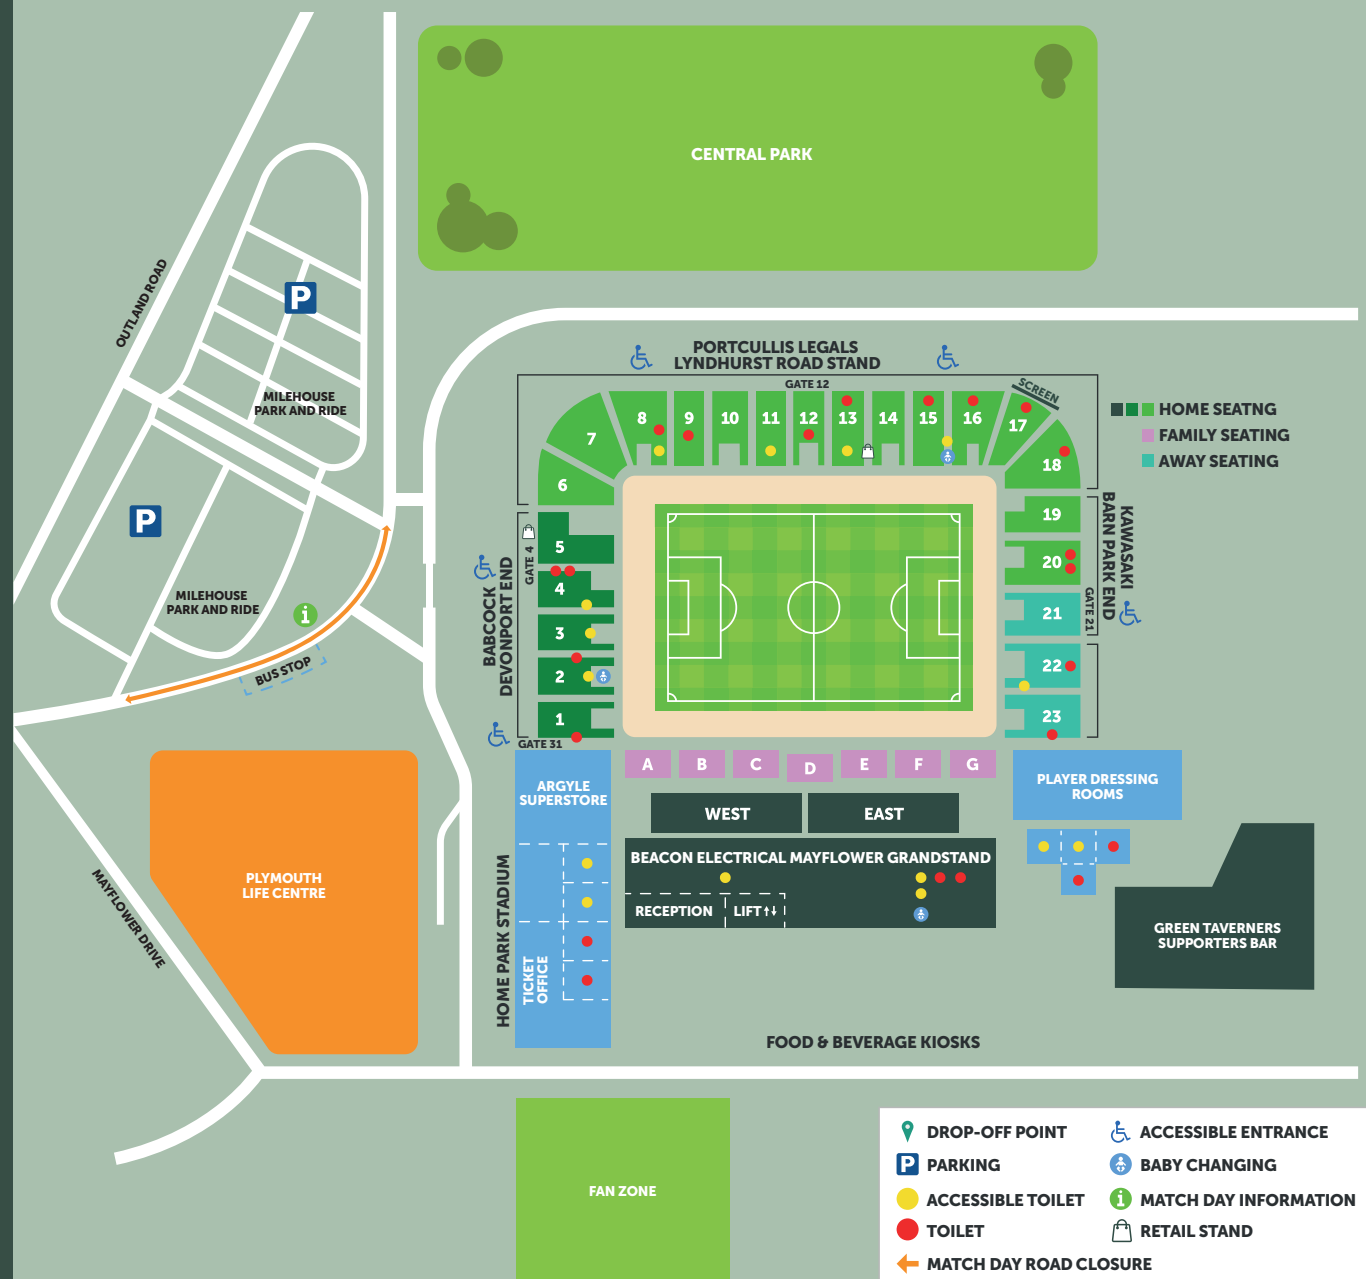 CENTRAL PARK
OUTLAND ROAD
P
MILEHOUSE
PARK AND RIDE
P
MILEHOUSE
PARK AND RIDE
i
BUS STOP
PORTCULLIS LEGALS
LYNDHURST ROAD STAND
GATE 12
SCREEN
6
7
8
9
10
11
12
13
14
15
16
17
18
HOME SEATNG
FAMILY SEATING
AWAY SEATING
BABCOCK
DEVONPORT END
GATE 4
5
4
3
2
1
GATE 31
KAWASAKI
BARN PARK END
GATE 21
19
20
21
22
23
A
B
C
D
E
F
G
WEST
EAST
BEACON ELECTRICAL MAYFLOWER GRANDSTAND
RECEPTION
LIFT
ARGYLE
SUPERSTORE
TICKET
OFFICE
HOME PARK STADIUM
PLAYER DRESSING
ROOMS
GREEN TAVERNERS
SUPPORTERS BAR
PLYMOUTH
LIFE CENTRE
MAYFLOWER DRIVE
FOOD & BEVERAGE KIOSKS
FAN ZONE
DROP-OFF POINT
P PARKING
ACCESSIBLE TOILET
TOILET
MATCH DAY ROAD CLOSURE
ACCESSIBLE ENTRANCE
BABY CHANGING
i MATCH DAY INFORMATION
RETAIL STAND